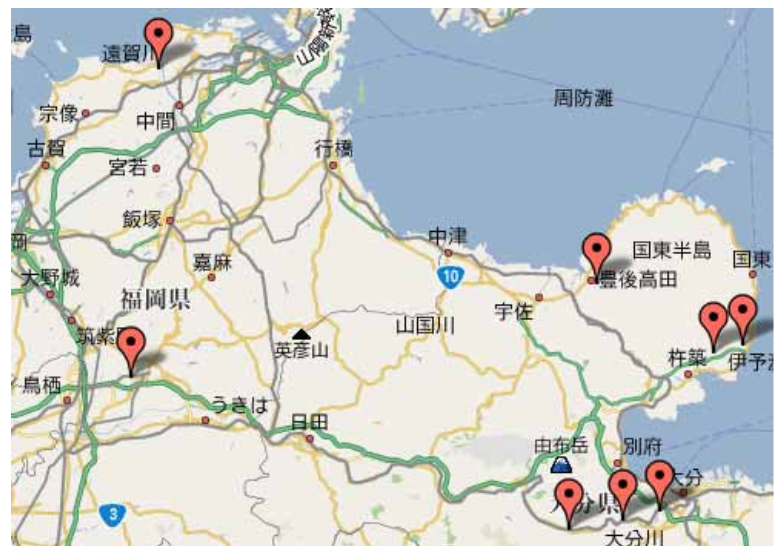 島
遠賀川
山陽新幹
宗像
中間
周防灘
古賀
宮若
行橋
岡
飯塚
中津
国東半島
国東
大野城
嘉麻
10
豊後高田
福岡県
宇佐
筑紫野
山国川
英彦山
杵築
伊予灘
鳥栖
うきは
日田
由布岳
別府
大分
大分県
3
大分川